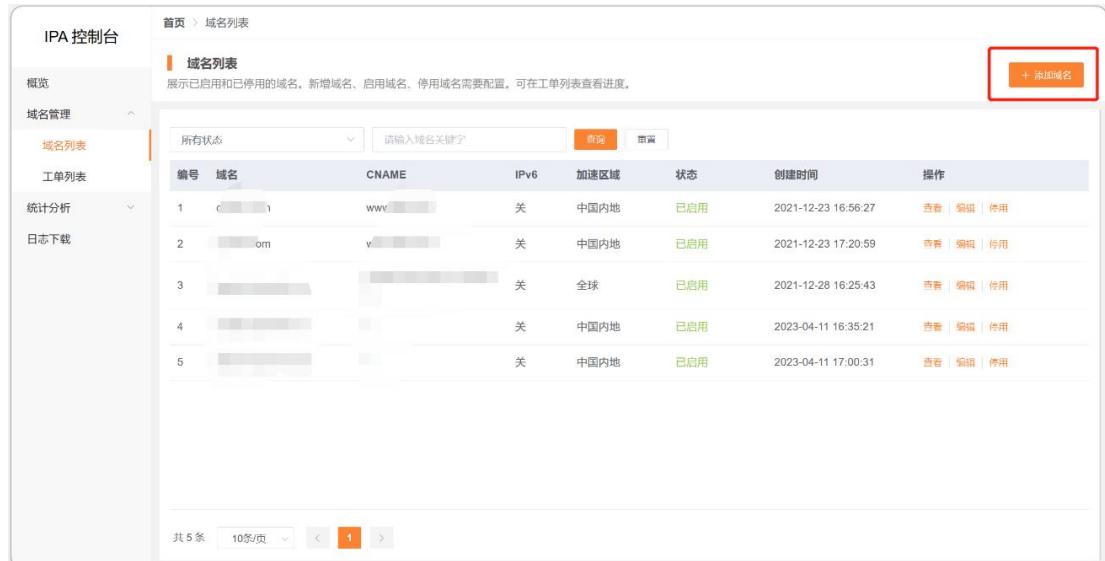 IPA 控制台
首页 > 域名列表
域名列表
展示已启用和已停用的域名。新增域名、启用域名、停用域名需要配置。可在工单列表查看进度。
+ 添加域名
概览
域名管理
域名列表
工单列表
统计分析
日志下载
所有状态 请输入域名关键字 查询 重置
编号 域名 CNAME IPv6 加速区域 状态 创建时间 操作
1 www 关 中国内地 已启用 2021-12-23 16:56:27 查看 编辑 停用
2 om 关 中国内地 已启用 2021-12-23 17:20:59 查看 编辑 停用
3 关 全球 已启用 2021-12-28 16:25:43 查看 编辑 停用
4 关 中国内地 已启用 2023-04-11 16:35:21 查看 编辑 停用
5 关 中国内地 已启用 2023-04-11 17:00:31 查看 编辑 停用
共 5 条 10条/页 < 1 >